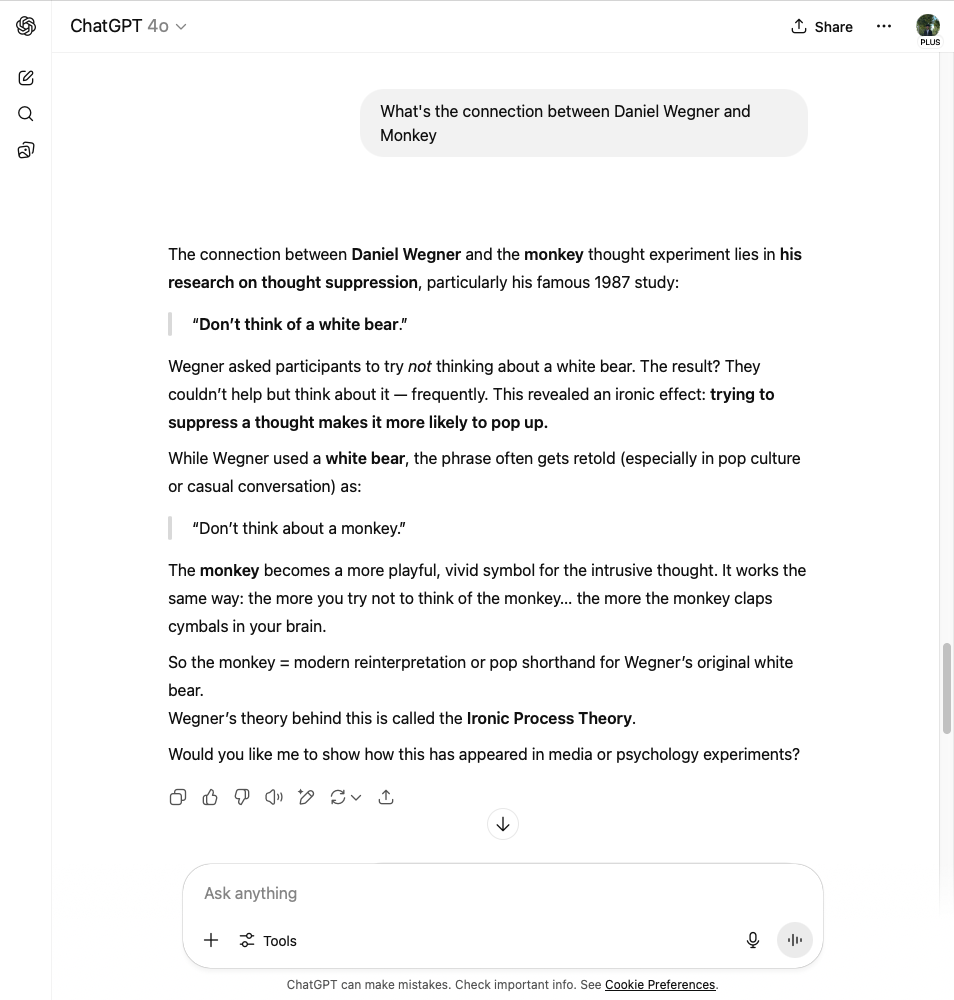 ChatGPT 4o
Share
PLUS
What's the connection between Daniel Wegner and
Monkey
The connection between Daniel Wegner and the monkey thought experiment lies in his
research on thought suppression, particularly his famous 1987 study:
“Don’t think of a white bear.”
Wegner asked participants to try not thinking about a white bear. The result? They
couldn’t help but think about it — frequently. This revealed an ironic effect: trying to
suppress a thought makes it more likely to pop up.
While Wegner used a white bear, the phrase often gets retold (especially in pop culture
or casual conversation) as:
“Don’t think about a monkey.”
The monkey becomes a more playful, vivid symbol for the intrusive thought. It works the
same way: the more you try not to think of the monkey... the more the monkey claps
cymbals in your brain.
So the monkey = modern reinterpretation or pop shorthand for Wegner’s original white
bear.
Wegner’s theory behind this is called the Ironic Process Theory.
Would you like me to show how this has appeared in media or psychology experiments?
Ask anything
Tools
ChatGPT can make mistakes. Check important info. See Cookie Preferences.